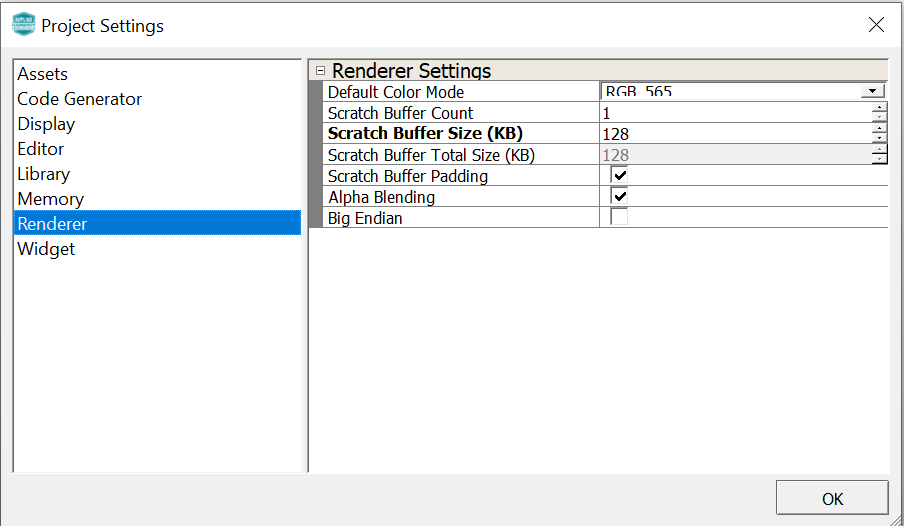 Project Settings
Assets
Code Generator
Display
Editor
Library
Memory
Renderer
Widget
Renderer Settings
Default Color Mode RGB_565
Scratch Buffer Count 1
Scratch Buffer Size (KB) 128
Scratch Buffer Total Size (KB) 128
Scratch Buffer Padding
Alpha Blending
Big Endian
OK